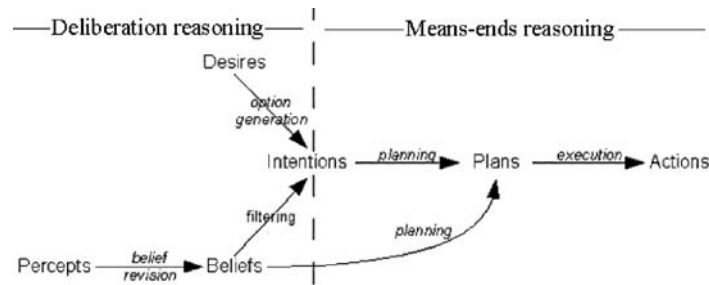 Deliberation reasoning
Means-ends reasoning
Desires
option
generation
Intentions
planning
Plans
execution
Actions
filtering
planning
Percepts
belief
revision
Beliefs